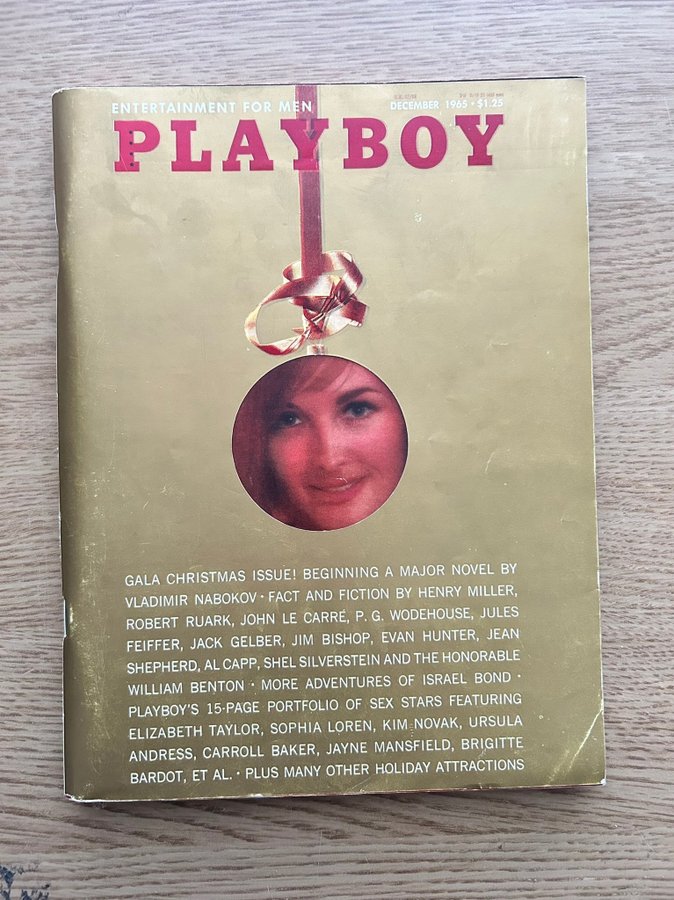 ENTERTAINMENT FOR MEN
DECEMBER 1965 • $1.25
PLAYBOY
GALA CHRISTMAS ISSUE! BEGINNING A MAJOR NOVEL BY
VLADIMIR NABOKOV • FACT AND FICTION BY HENRY MILLER,
ROBERT RUARK, JOHN LE CARRÉ, P. G. WODEHOUSE, JULES
FEIFFER, JACK GELBER, JIM BISHOP, EVAN HUNTER, JEAN
SHEPHERD, AL CAPP, SHEL SILVERSTEIN AND THE HONORABLE
WILLIAM BENTON • MORE ADVENTURES OF ISRAEL BOND •
PLAYBOY'S 15-PAGE PORTFOLIO OF SEX STARS FEATURING
ELIZABETH TAYLOR, SOPHIA LOREN, KIM NOVAK, URSULA
ANDRESS, CARROLL BAKER, JAYNE MANSFIELD, BRIGITTE
BARDOT, ET AL. • PLUS MANY OTHER HOLIDAY ATTRACTIONS